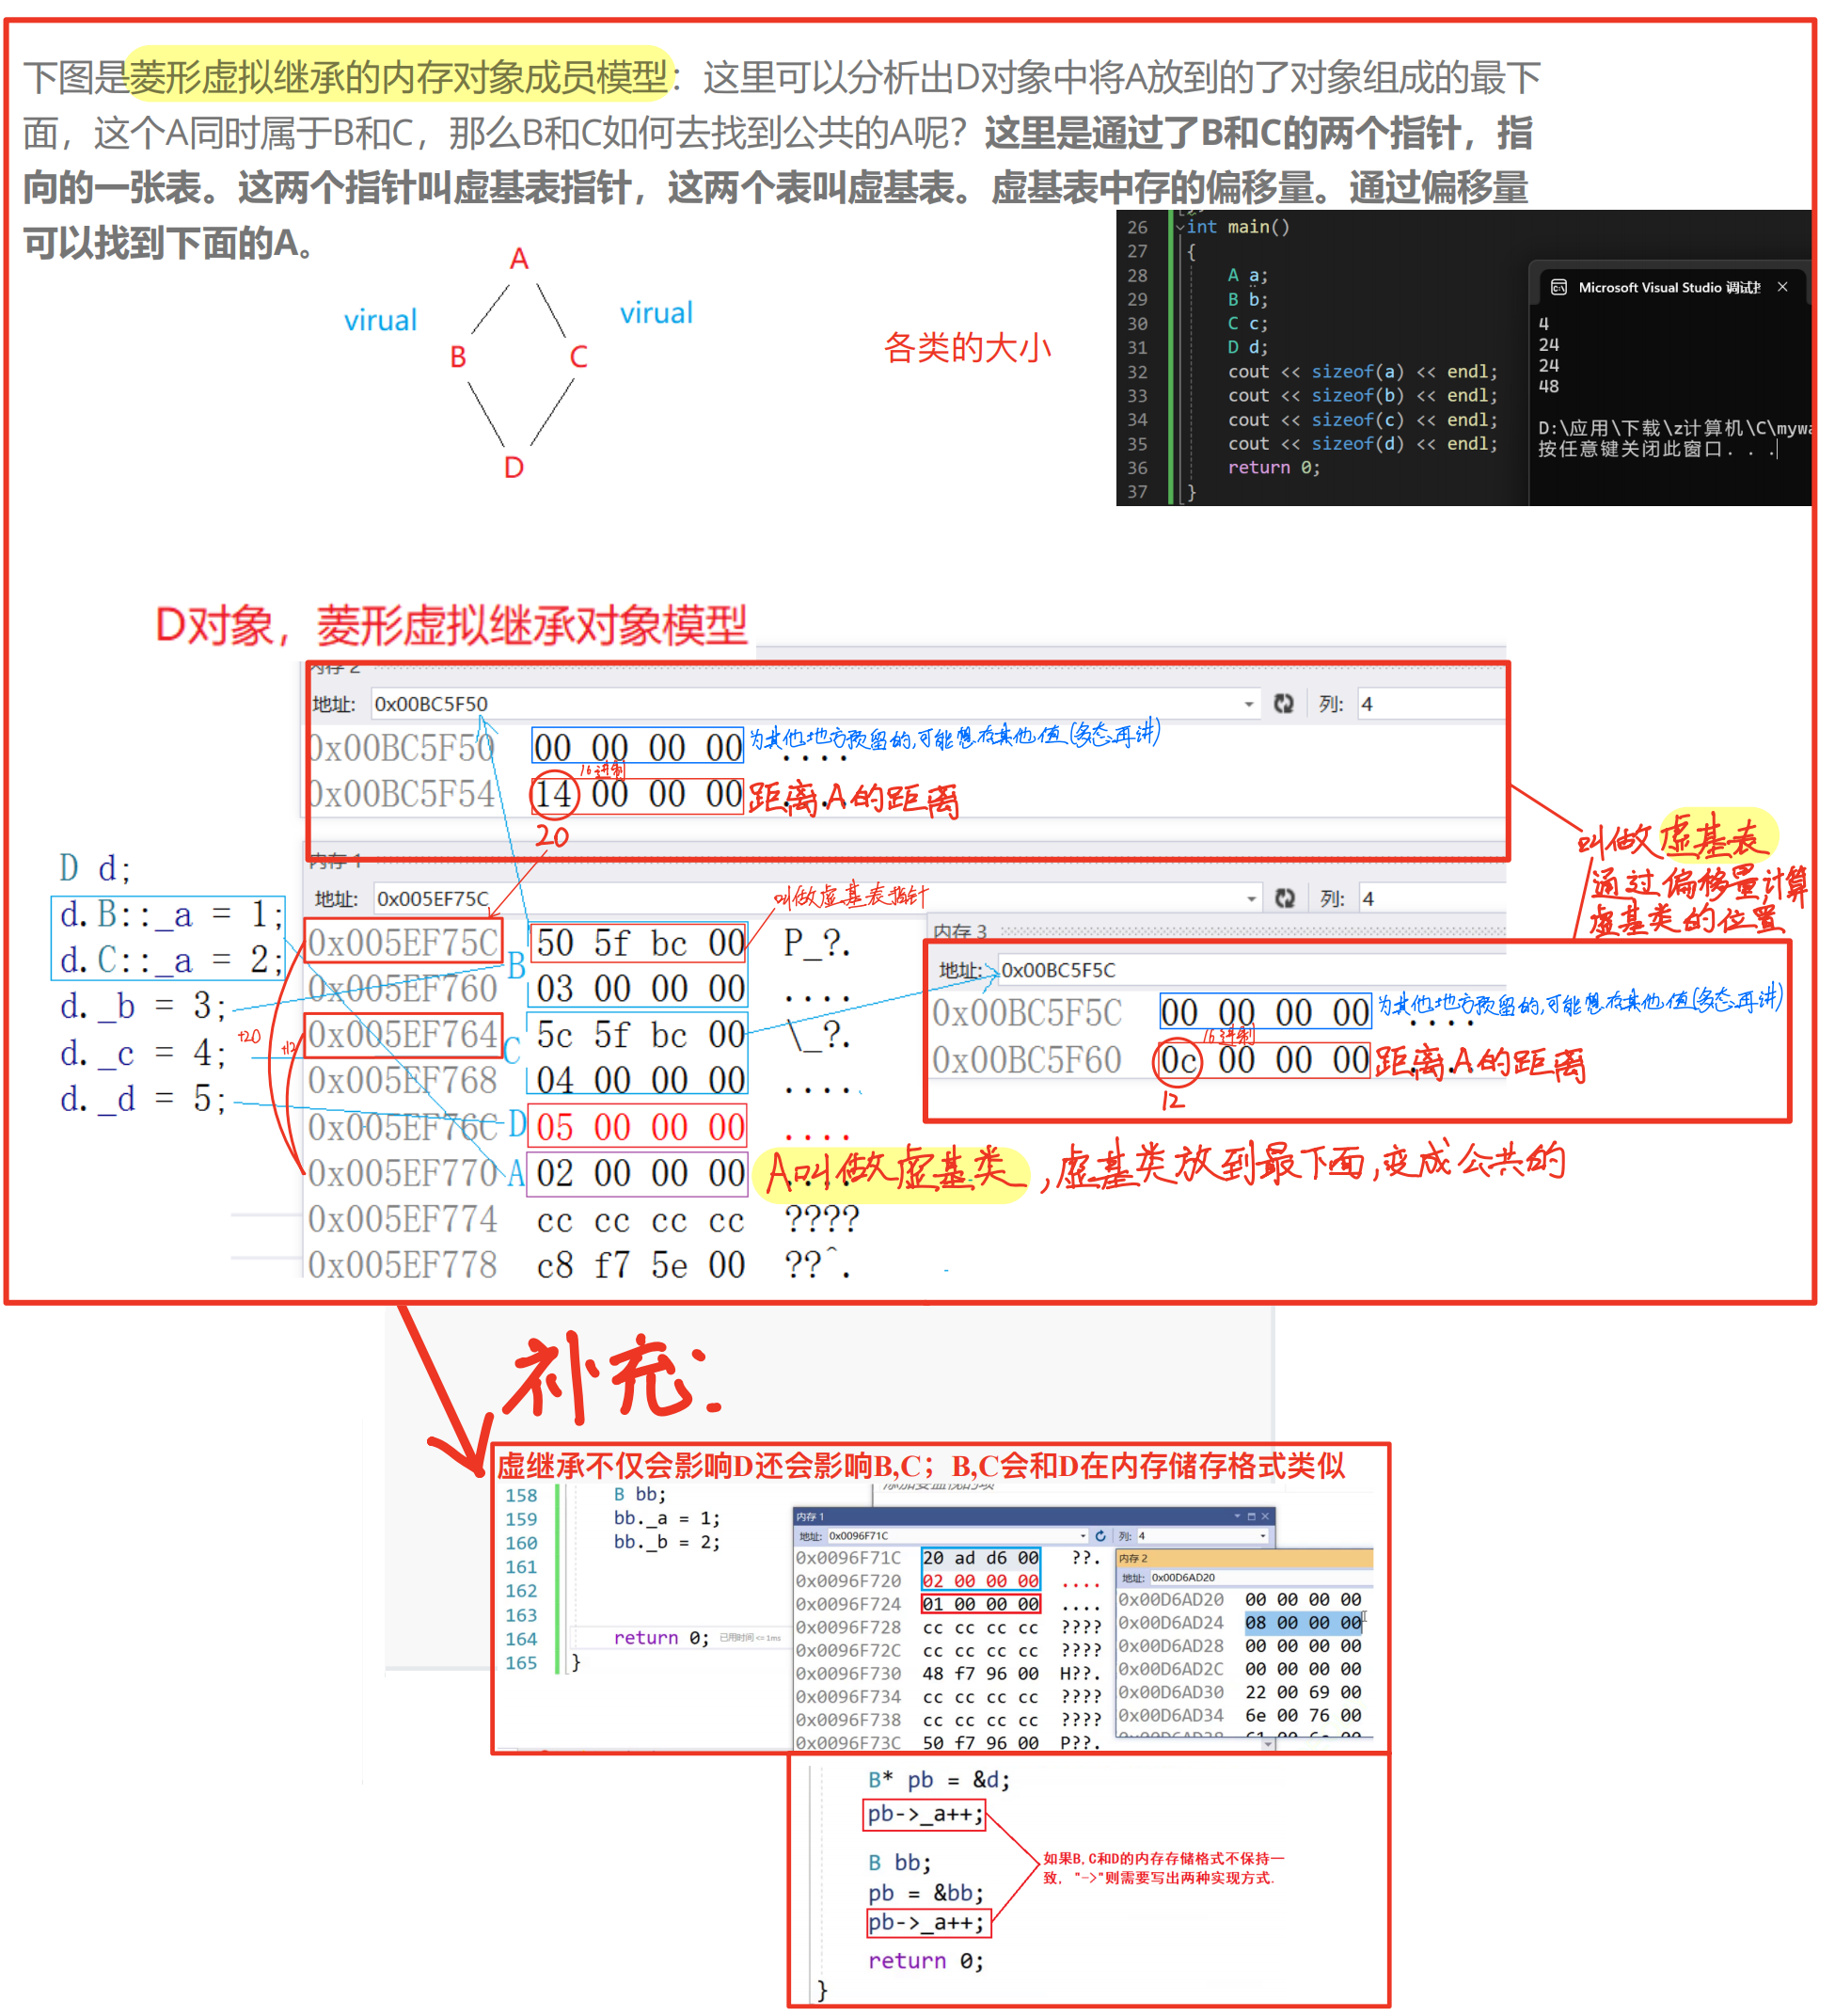 下图是菱形虚拟继承的内存对象成员模型：这里可以分析出D对象中将A放到的了对象组成的最下
面，这个A同时属于B和C，那么B和C如何去找到公共的A呢？这里是通过了B和C的两个指针，指
向的一张表。这两个指针叫虚基表指针，这两个表叫虚基表。虚基表中存的偏移量。通过偏移量
可以找到下面的A。
A
virual
virual
B
C
D
各类的大小
26 int main()
27 {
28 A a;
29 B b;
30 C c;
31 D d;
32 cout << sizeof(a) << endl;
33 cout << sizeof(b) << endl;
34 cout << sizeof(c) << endl;
35 cout << sizeof(d) << endl;
36 return 0;
37 }
Microsoft Visual Studio 调试
4
24
24
48
D:\应用\下载\z计算机\C\mywa
按任意键关闭此窗口. . .
D对象，菱形虚拟继承对象模型
内存 2
地址: 0x00BC5F50 列: 4
0x00BC5F50 00 00 00 00 ....
为其他地方预留的,可能想存其他值(多态再讲)
16进制
0x00BC5F54 14 00 00 00 ....
距离A的距离
20
叫做虚基表
通过偏移量计算
虚基类的位置
D d;
d.B::_a = 1;
d.C::_a = 2;
d._b = 3;
d._c = 4;
d._d = 5;
+20
+12
内存 1
地址: 0x005EF75C 列: 4
叫做虚基表指针
0x005EF75C 50 5f bc 00 P_?.
B
0x005EF760 03 00 00 00 ....
0x005EF764 5c 5f bc 00 \_?.
C
0x005EF768 04 00 00 00 ....
0x005EF76C D 05 00 00 00 ....
0x005EF770 A 02 00 00 00 ....
A叫做虚基类,虚基类放到最下面,变成公共的
0x005EF774 cc cc cc cc ????
0x005EF778 c8 f7 5e 00 ??^.
内存 3
地址: 0x00BC5F5C
0x00BC5F5C 00 00 00 00 ....
为其他地方预留的,可能想存其他值(多态再讲)
16进制
0x00BC5F60 0c 00 00 00 ....
距离A的距离
12
补充:
虚继承不仅会影响D还会影响B,C；B,C会和D在内存储存格式类似
158 B bb;
159 bb._a = 1;
160 bb._b = 2;
161
162
163
164 return 0; 已用时间 <= 1ms
165 }
内存 1
地址: 0x0096F71C 列: 4
0x0096F71C 20 ad d6 00 ??.
0x0096F720 02 00 00 00 ....
0x0096F724 01 00 00 00 ....
0x0096F728 cc cc cc cc ????
0x0096F72C cc cc cc cc ????
0x0096F730 48 f7 96 00 H??.
0x0096F734 cc cc cc cc ????
0x0096F738 cc cc cc cc ????
0x0096F73C 50 f7 96 00 P??.
内存 2
地址: 0x00D6AD20
0x00D6AD20 00 00 00 00
0x00D6AD24 08 00 00 00
0x00D6AD28 00 00 00 00
0x00D6AD2C 00 00 00 00
0x00D6AD30 22 00 69 00
0x00D6AD34 6e 00 76 00
B* pb = &d;
pb->_a++;
B bb;
pb = &bb;
pb->_a++;
return 0;
}
如果B,C和D的内存存储格式不保持一
致，"->"则需要写出两种实现方式.